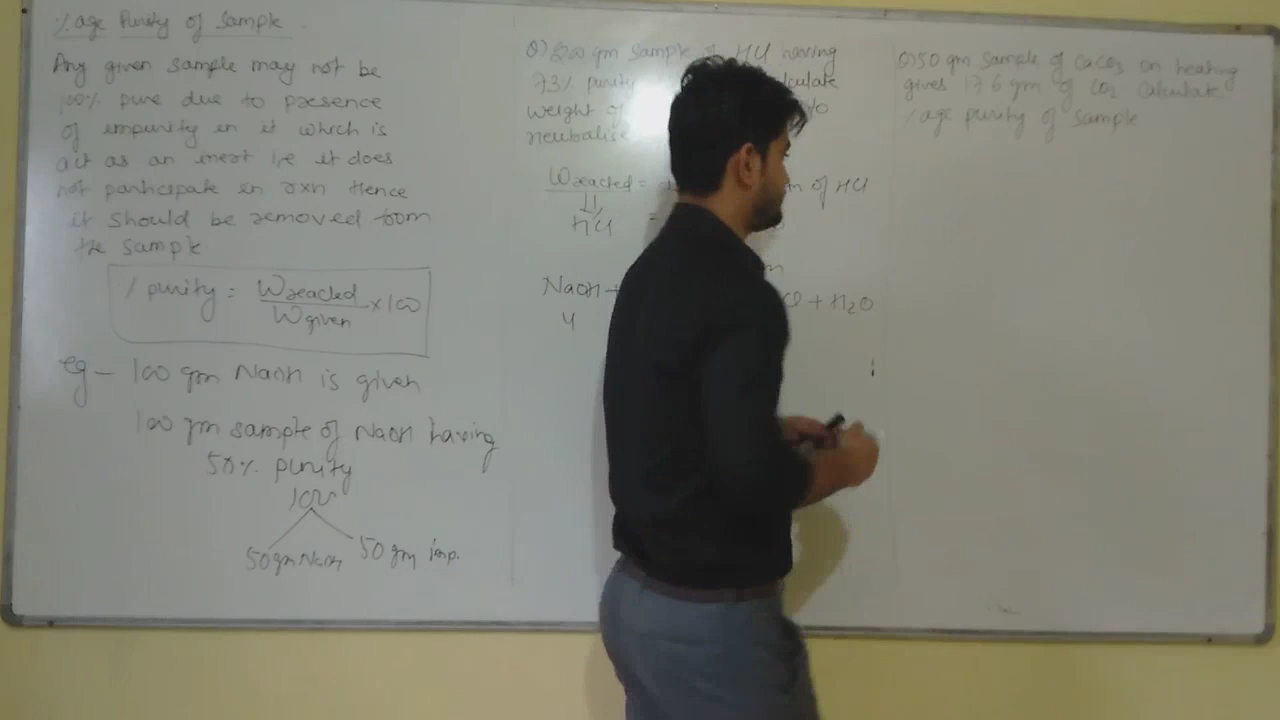 %age Purity of Sample
Any given sample may not be
100% pure due to presence
of impurity in it which is
act as an inert i,e it does
not participate in rxn Hence
it should be removed from
the sample
% purity = Wreacted / Wgiven × 100
eg - 100 gm NaOH is given
100 gm sample of NaOH having
50% purity
100
50gm NaOH 50 gm imp.
Q) 200 gm sample of HCl having
73% purity calculate
weight of
neutralise
Wreacted = of HCl
HCl =
NaOH + + H2O
Q) 50 gm sample of CaCO3 on heating
gives 17.6 gm of CO2 calculate
%age purity of sample